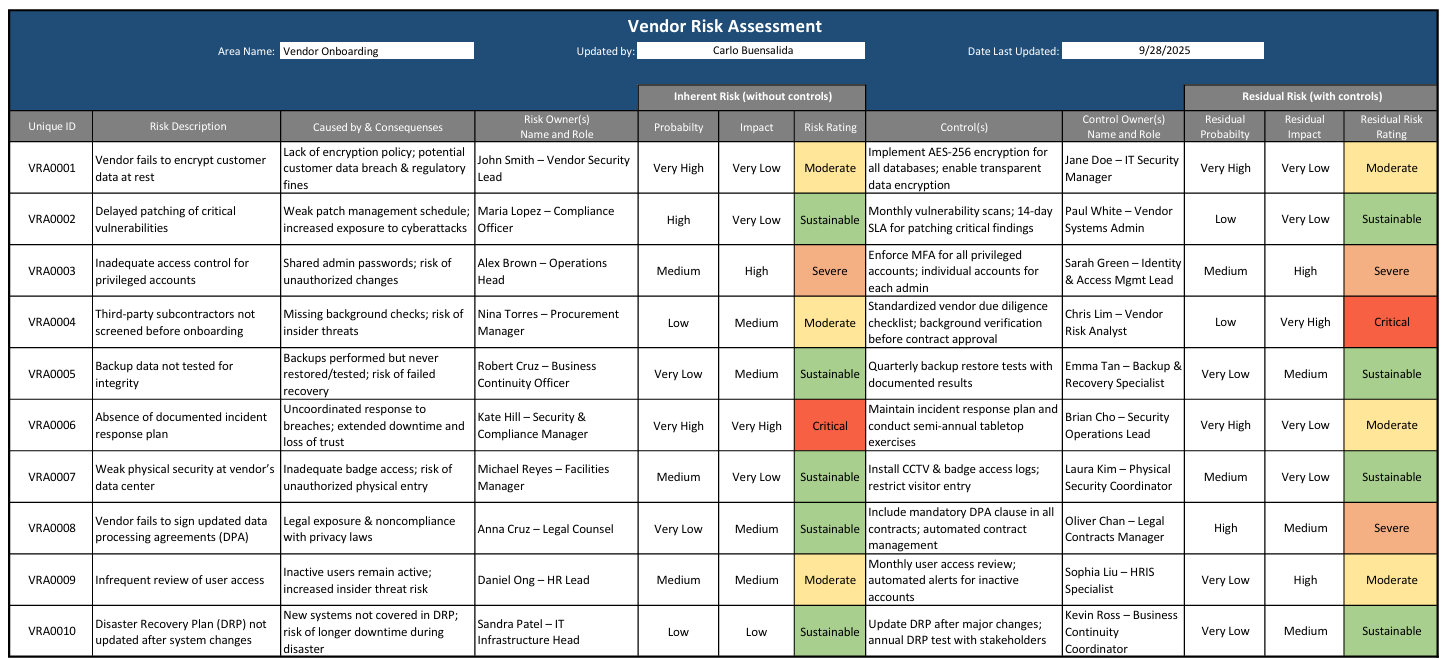 Vendor Risk Assessment
Area Name: Vendor Onboarding Updated by: Carlo Buensalida Date Last Updated: 9/28/2025
Inherent Risk (without controls) Residual Risk (with controls)
Unique ID Risk Description Caused by & Consequences Risk Owner(s) Name and Role Probabilty Impact Risk Rating Control(s) Control Owner(s) Name and Role Residual Probabilty Residual Impact Residual Risk Rating
VRA0001
Vendor fails to encrypt customer
data at rest
Lack of encryption policy; potential
customer data breach & regulatory
fines
John Smith – Vendor Security
Lead
Very High
Very Low
Moderate
Implement AES-256 encryption for
all databases; enable transparent
data encryption
Jane Doe – IT Security
Manager
Very High
Very Low
Moderate
VRA0002
Delayed patching of critical
vulnerabilities
Weak patch management schedule;
increased exposure to cyberattacks
Maria Lopez – Compliance
Officer
High
Very Low
Sustainable
Monthly vulnerability scans; 14-day
SLA for patching critical findings
Paul White – Vendor
Systems Admin
Low
Very Low
Sustainable
VRA0003
Inadequate access control for
privileged accounts
Shared admin passwords; risk of
unauthorized changes
Alex Brown – Operations
Head
Medium
High
Severe
Enforce MFA for all privileged
accounts; individual accounts for
each admin
Sarah Green – Identity
& Access Mgmt Lead
Medium
High
Severe
VRA0004
Third-party subcontractors not
screened before onboarding
Missing background checks; risk of
insider threats
Nina Torres – Procurement
Manager
Low
Medium
Moderate
Standardized vendor due diligence
checklist; background verification
before contract approval
Chris Lim – Vendor
Risk Analyst
Low
Very High
Critical
VRA0005
Backup data not tested for
integrity
Backups performed but never
restored/tested; risk of failed
recovery
Robert Cruz – Business
Continuity Officer
Very Low
Medium
Sustainable
Quarterly backup restore tests with
documented results
Emma Tan – Backup &
Recovery Specialist
Very Low
Medium
Sustainable
VRA0006
Absence of documented incident
response plan
Uncoordinated response to
breaches; extended downtime and
loss of trust
Kate Hill – Security &
Compliance Manager
Very High
Very High
Critical
Maintain incident response plan and
conduct semi-annual tabletop
exercises
Brian Cho – Security
Operations Lead
Very High
Very Low
Moderate
VRA0007
Weak physical security at vendor’s
data center
Inadequate badge access; risk of
unauthorized physical entry
Michael Reyes – Facilities
Manager
Medium
Very Low
Sustainable
Install CCTV & badge access logs;
restrict visitor entry
Laura Kim – Physical
Security Coordinator
Medium
Very Low
Sustainable
VRA0008
Vendor fails to sign updated data
processing agreements (DPA)
Legal exposure & noncompliance
with privacy laws
Anna Cruz – Legal Counsel
Very Low
Medium
Sustainable
Include mandatory DPA clause in all
contracts; automated contract
management
Oliver Chan – Legal
Contracts Manager
High
Medium
Severe
VRA0009
Infrequent review of user access
Inactive users remain active;
increased insider threat risk
Daniel Ong – HR Lead
Medium
Medium
Moderate
Monthly user access review;
automated alerts for inactive
accounts
Sophia Liu – HRIS
Specialist
Very Low
High
Moderate
VRA0010
Disaster Recovery Plan (DRP) not
updated after system changes
New systems not covered in DRP;
risk of longer downtime during
disaster
Sandra Patel – IT
Infrastructure Head
Low
Low
Sustainable
Update DRP after major changes;
annual DRP test with stakeholders
Kevin Ross – Business
Continuity
Coordinator
Very Low
Medium
Sustainable